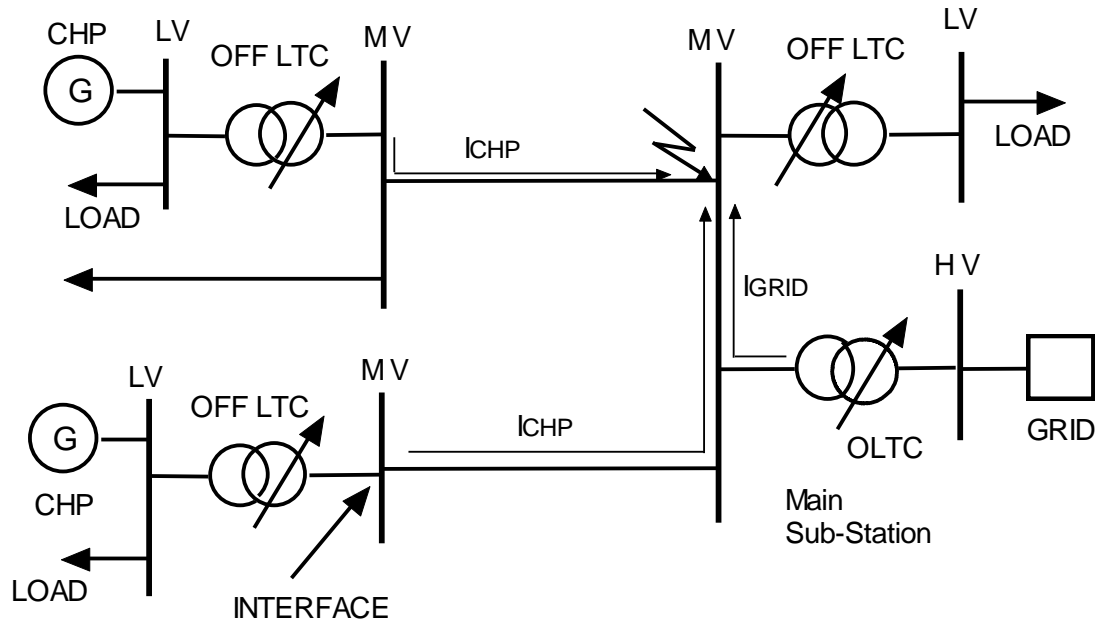 CHP
LV
G
OFF LTC
MV
LOAD
ICHP
MV
OFF LTC
LV
LOAD
IGRID
HV
GRID
OLTC
Main
Sub-Station
LV
G
CHP
OFF LTC
MV
ICHP
LOAD
INTERFACE